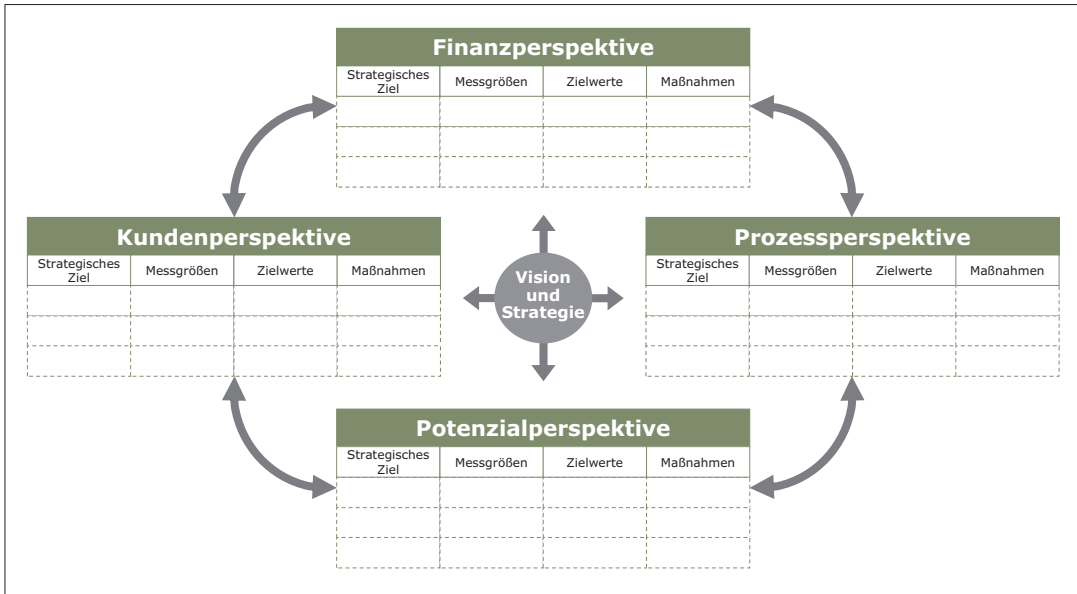 Finanzperspektive
Strategisches
Ziel
Messgrößen
Zielwerte
Maßnahmen
Kundenperspektive
Strategisches
Ziel
Messgrößen
Zielwerte
Maßnahmen
Vision
und
Strategie
Prozessperspektive
Strategisches
Ziel
Messgrößen
Zielwerte
Maßnahmen
Potenzialperspektive
Strategisches
Ziel
Messgrößen
Zielwerte
Maßnahmen